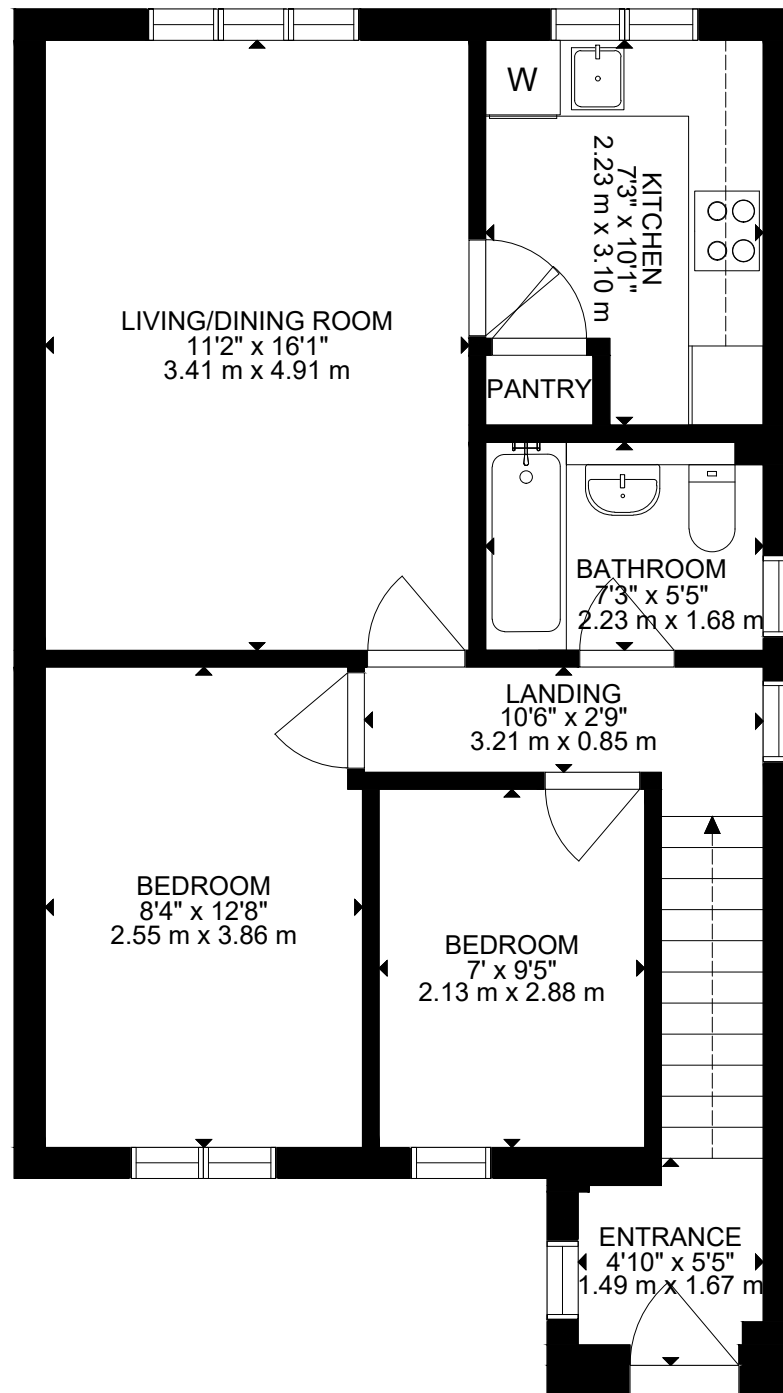 W
KITCHEN
7'3" x 10'1"
2.23 m x 3.10 m
LIVING/DINING ROOM
11'2" x 16'1"
3.41 m x 4.91 m
PANTRY
BATHROOM
7'3" x 5'5"
2.23 m x 1.68 m
LANDING
10'6" x 2'9"
3.21 m x 0.85 m
BEDROOM
8'4" x 12'8"
2.55 m x 3.86 m
BEDROOM
7' x 9'5"
2.13 m x 2.88 m
ENTRANCE
4'10" x 5'5"
1.49 m x 1.67 m